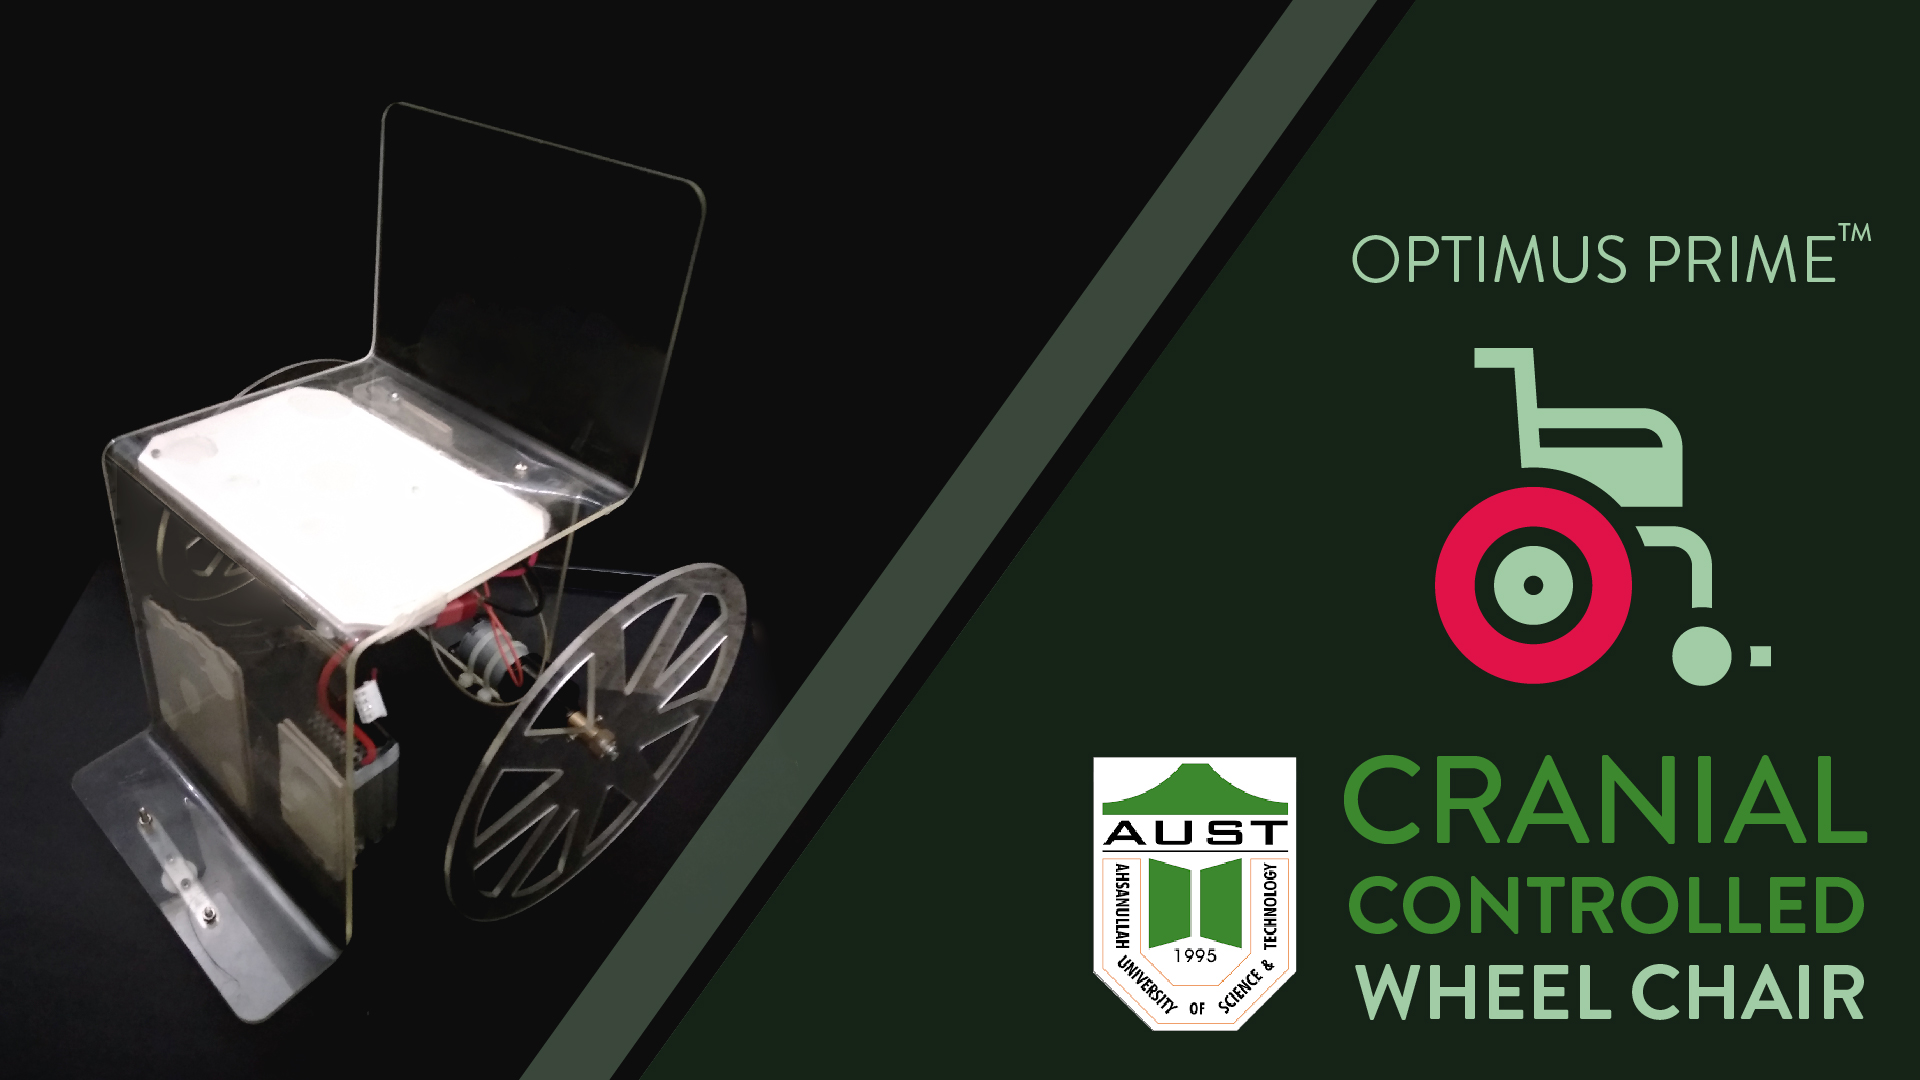 OPTIMUS PRIME™
CRANIAL
CONTROLLED
WHEEL CHAIR
AUST
AHSANULLAH UNIVERSITY OF SCIENCE & TECHNOLOGY
1995